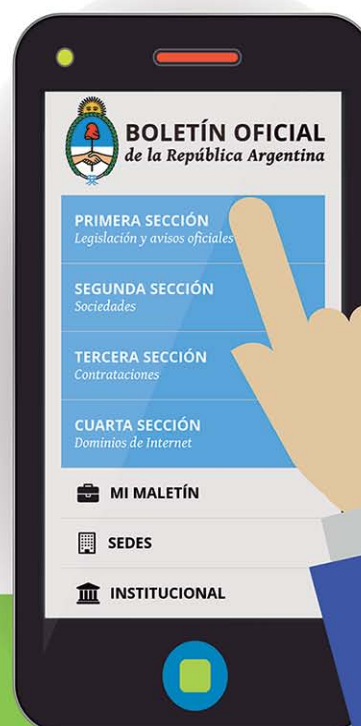 BOLETÍN OFICIAL
de la República Argentina
PRIMERA SECCIÓN
Legislación y avisos oficiales
SEGUNDA SECCIÓN
Sociedades
TERCERA SECCIÓN
Contrataciones
CUARTA SECCIÓN
Dominios de Internet
MI MALETÍN
SEDES
INSTITUCIONAL